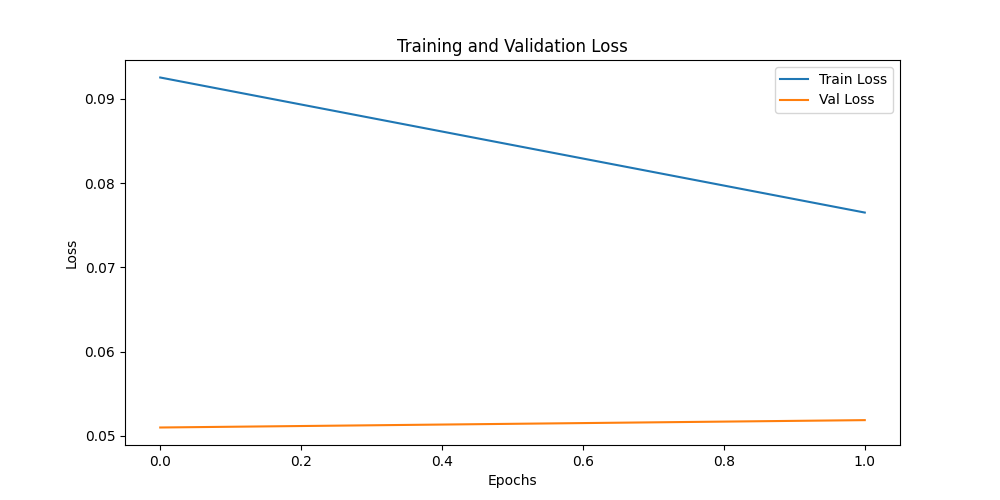 Training and Validation Loss
Train Loss
Val Loss
0.09
0.08
0.07
0.06
0.05
Loss
0.0 0.2 0.4 0.6 0.8 1.0
Epochs